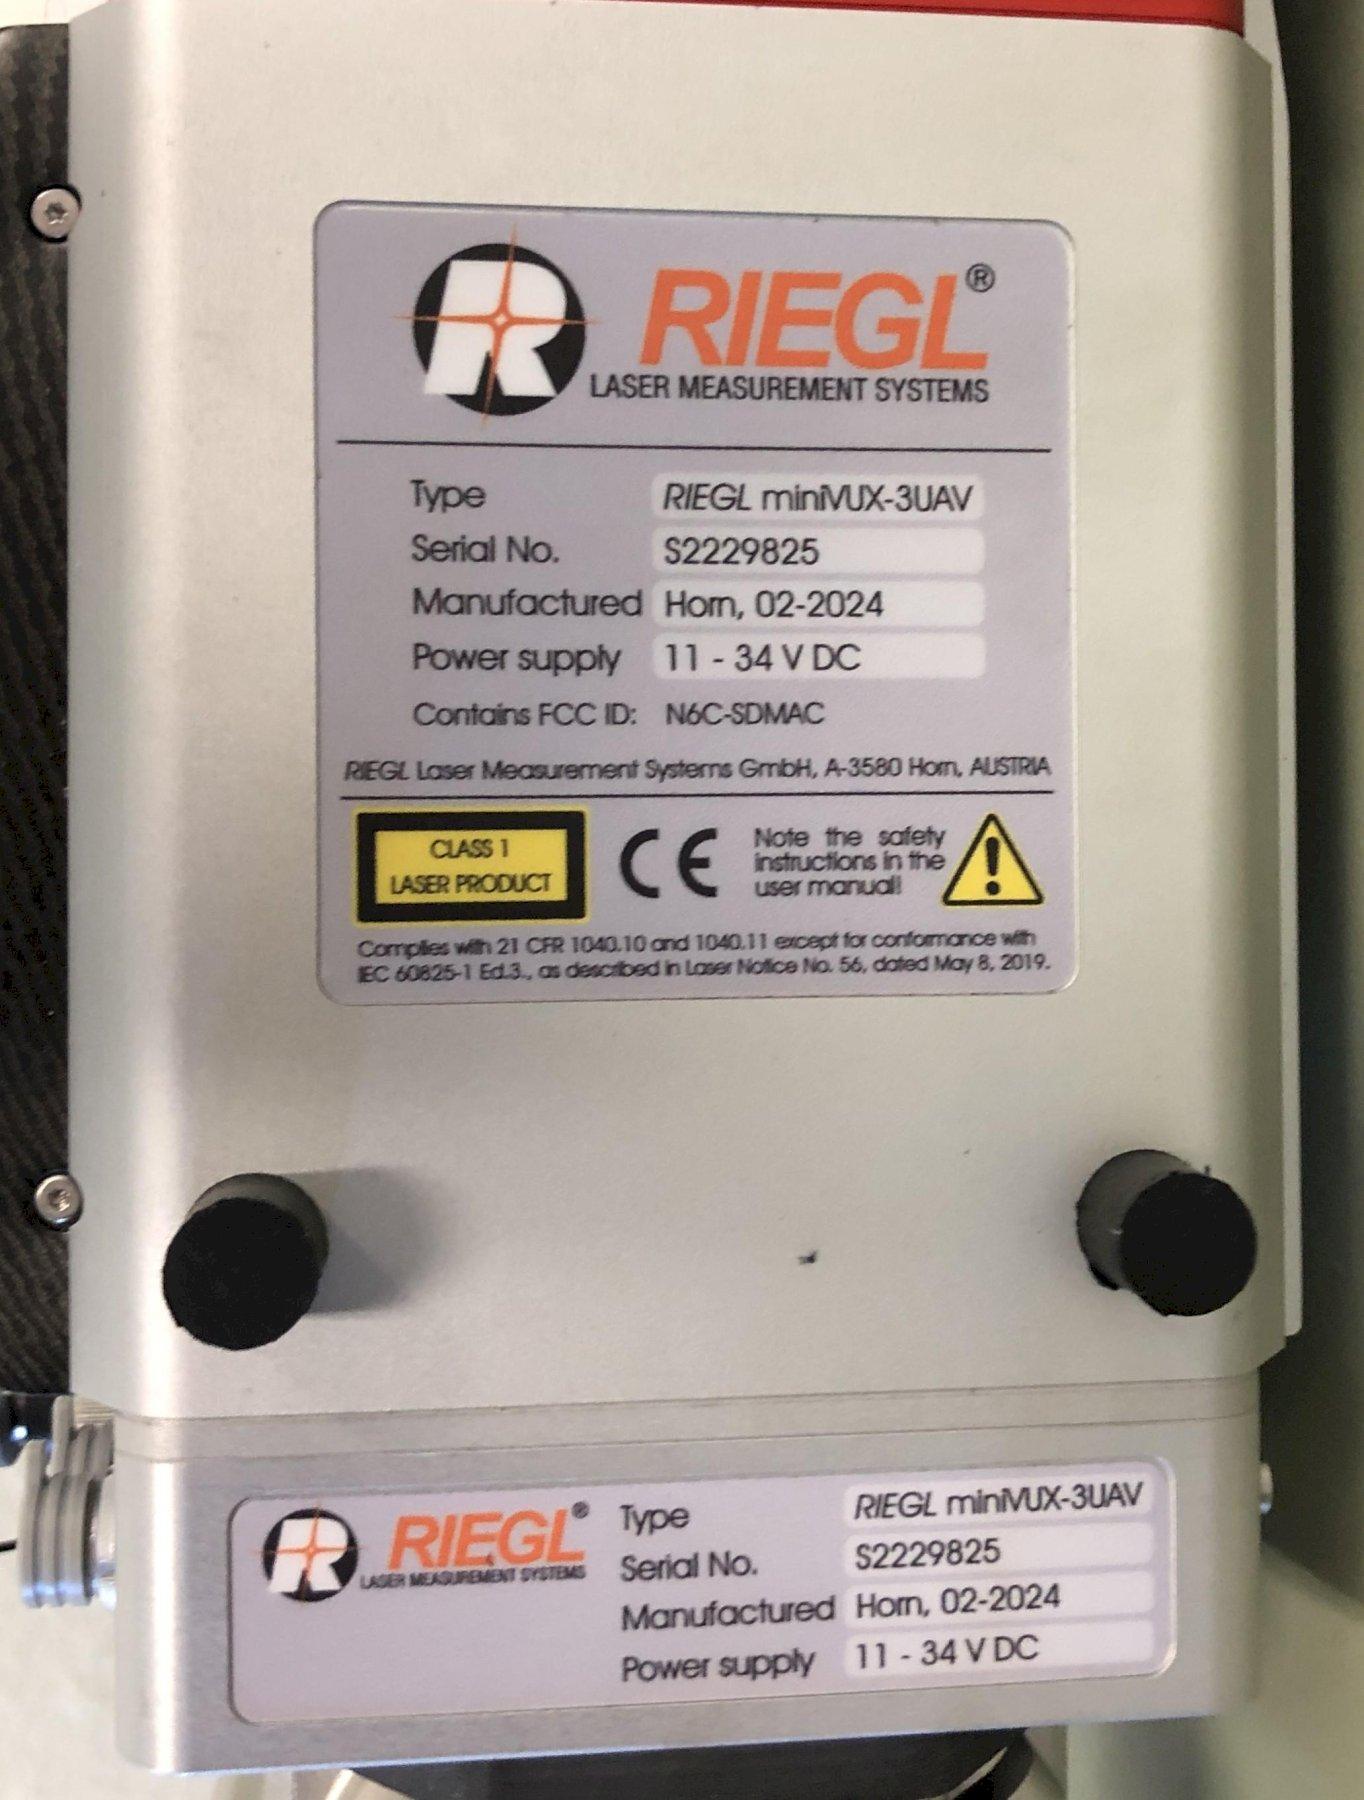 R RIEGL®
LASER MEASUREMENT SYSTEMS
Type RIEGL miniVUX-3UAV
Serial No. S2229825
Manufactured Horn, 02-2024
Power supply 11 - 34 V DC
Contains FCC ID: N6C-SDMAC
RIEGL Laser Measurement Systems GmbH, A-3580 Horn, AUSTRIA
CLASS 1
LASER PRODUCT
CE
Note the safety
instructions in the
user manual!
Complies with 21 CFR 1040.10 and 1040.11 except for conformance with
IEC 60825-1 Ed.3., as described in Laser Notice No. 56, dated May 8, 2019.
R RIEGL®
LASER MEASUREMENT SYSTEMS
Type RIEGL miniVUX-3UAV
Serial No. S2229825
Manufactured Horn, 02-2024
Power supply 11 - 34 V DC